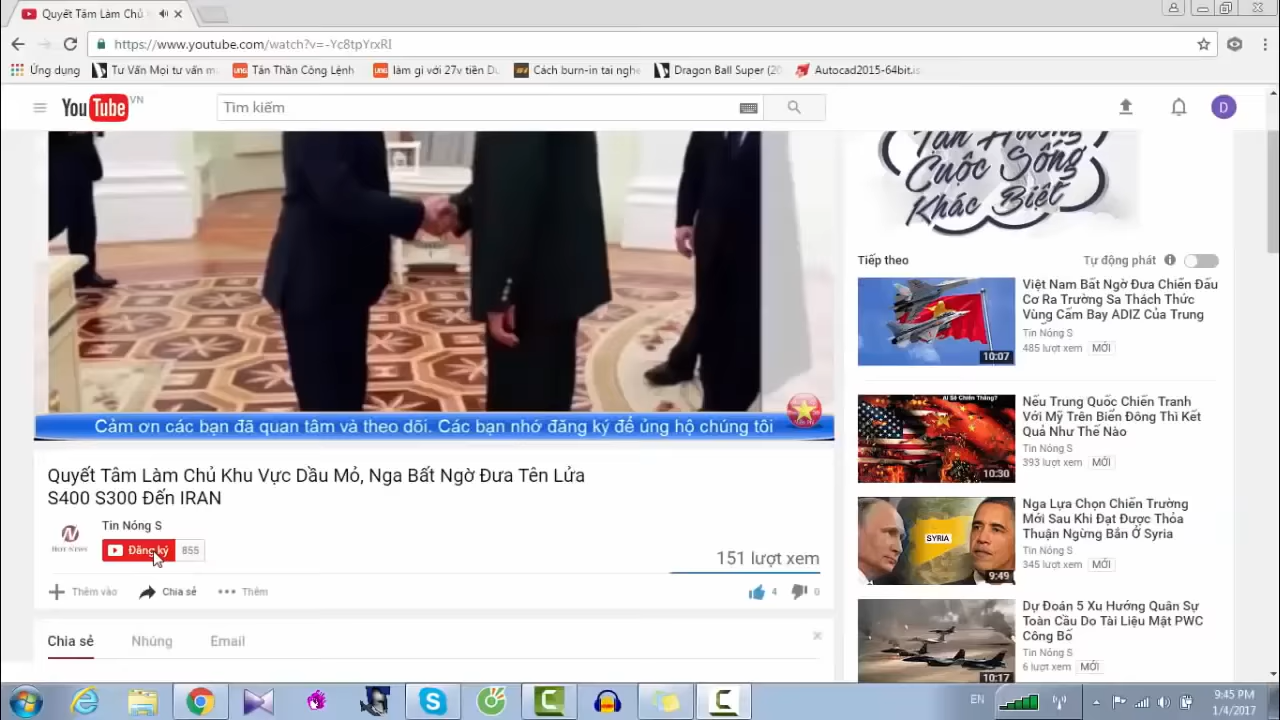 Quyết Tâm Làm Chủ
https://www.youtube.com/watch?v=-Yc8tpYrxRI
Ứng dụng
Tư Vấn Mọi tư vấn m
Tân Thần Công Lệnh
làm gì với 27v tiên Du
Cách burn-in tai nghe
Dragon Ball Super (20
Autocad2015-64bit.is
YouTube VN
Tìm kiếm
D
Tận Hưởng
Cuộc Sống
Khác Biệt
Cảm ơn các bạn đã quan tâm và theo dõi. Các bạn nhớ đăng ký để ủng hộ chúng tôi
Quyết Tâm Làm Chủ Khu Vực Dầu Mỏ, Nga Bất Ngờ Đưa Tên Lửa
S400 S300 Đến IRAN
Tin Nóng S
HOT NEWS
Đăng ký 855
151 lượt xem
Thêm vào
Chia sẻ
Thêm
4
0
Chia sẻ
Nhúng
Email
Tiếp theo
Tự động phát
Việt Nam Bất Ngờ Đưa Chiến Đấu
Cơ Ra Trường Sa Thách Thức
Vùng Cấm Bay ADIZ Của Trung
Tin Nóng S
485 lượt xem MỚI
10:07
Nếu Trung Quốc Chiến Tranh
Với Mỹ Trên Biển Đông Thì Kết
Quả Như Thế Nào
Tin Nóng S
393 lượt xem MỚI
Ai Sẽ Chiến Thắng?
10:30
Nga Lựa Chọn Chiến Trường
Mới Sau Khi Đạt Được Thỏa
Thuận Ngừng Bắn Ở Syria
Tin Nóng S
345 lượt xem MỚI
SYRIA
9:49
Dự Đoán 5 Xu Hướng Quân Sự
Toàn Cầu Do Tài Liệu Mật PWC
Công Bố
Tin Nóng S
6 lượt xem MỚI
10:17
EN
9:45 PM
1/4/2017